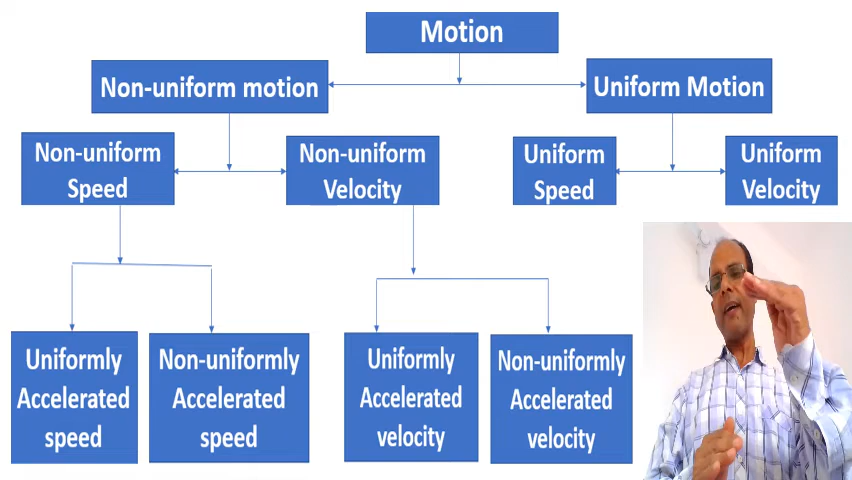 Motion
Non-uniform motion
Uniform Motion
Non-uniform
Speed
Non-uniform
Velocity
Uniform
Speed
Uniform
Velocity
Uniformly
Accelerated
speed
Non-uniformly
Accelerated
speed
Uniformly
Accelerated
velocity
Non-uniformly
Accelerated
velocity